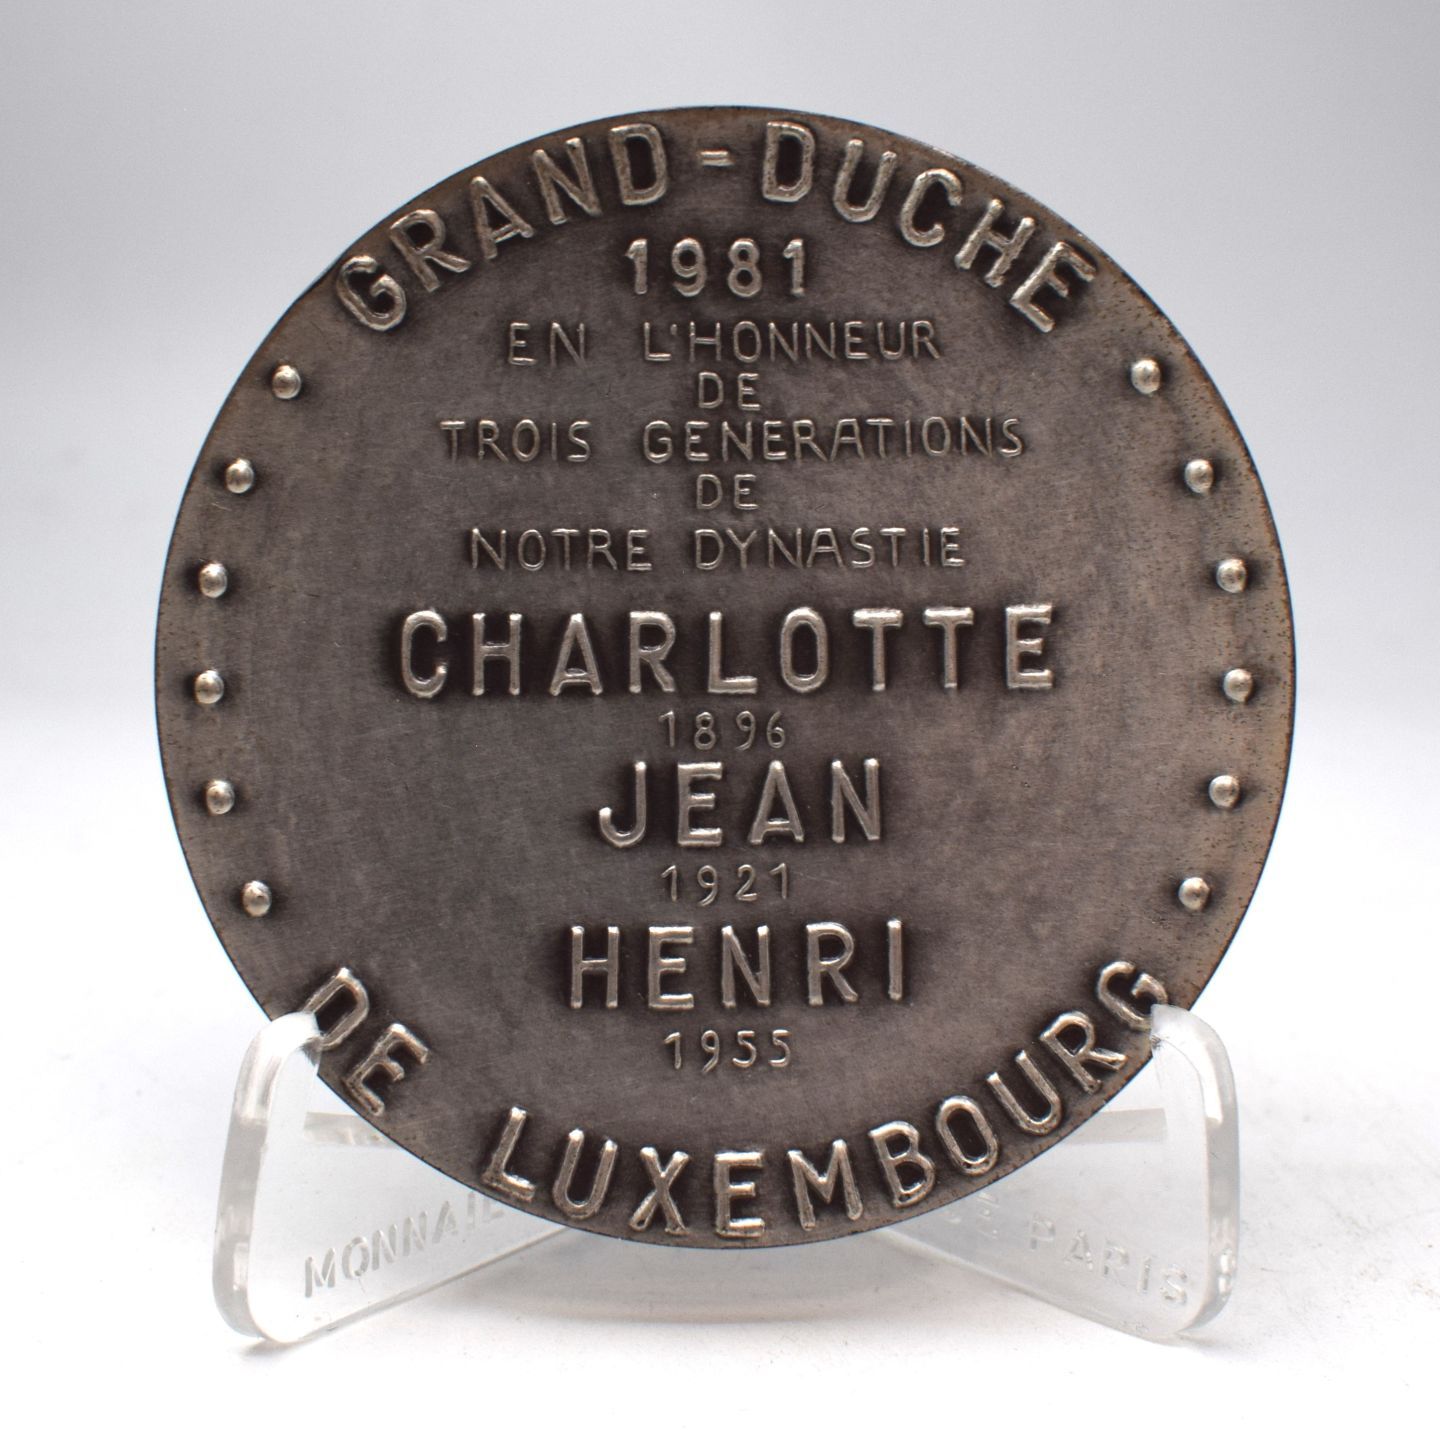 GRAND-DUCHE
1981
EN L'HONNEUR
DE
TROIS GENERATIONS
DE
NOTRE DYNASTIE
CHARLOTTE
1896
JEAN
1921
HENRI
1955
DE LUXEMBOURG
MONNAIE DE PARIS